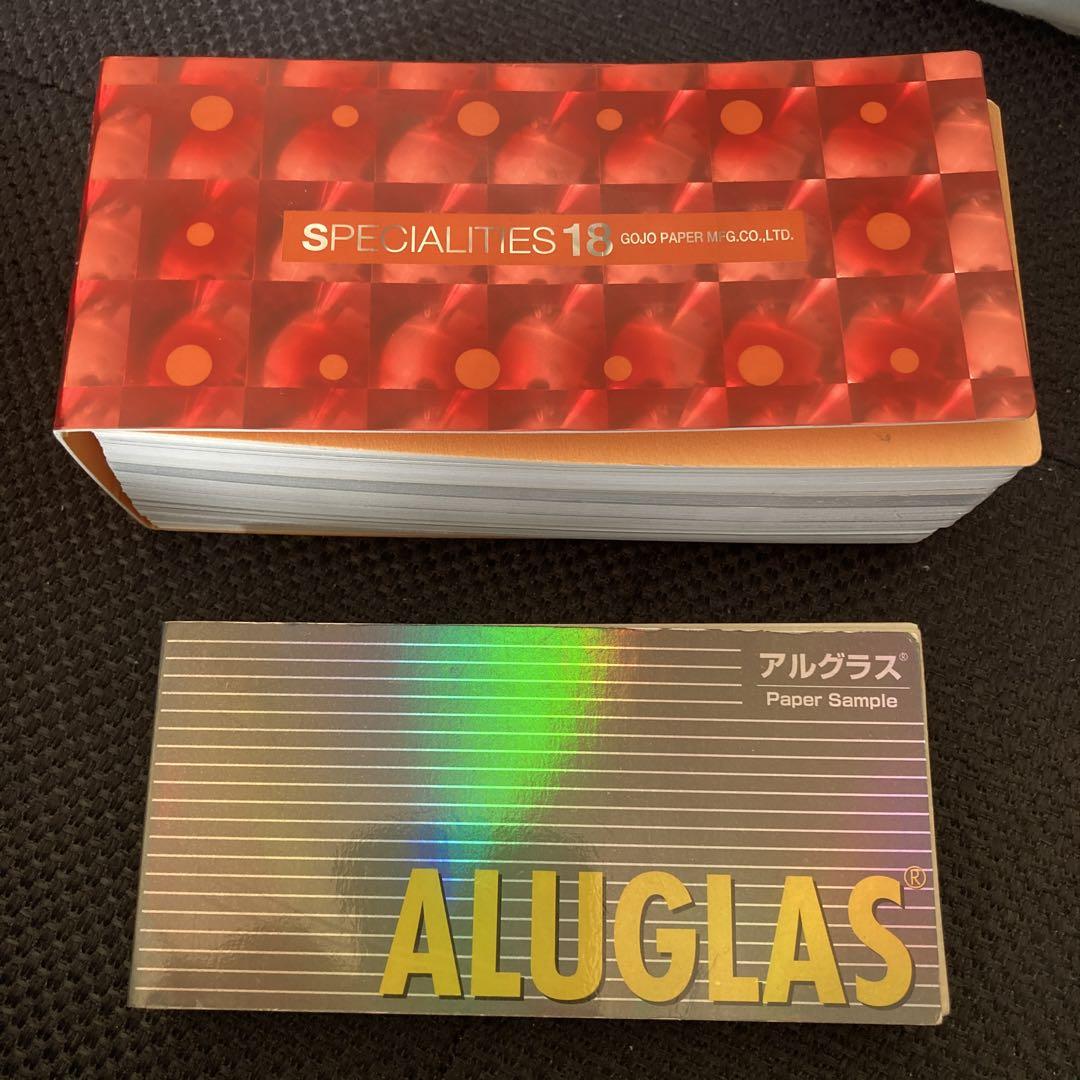 SPECIALITIES 18 GOJO PAPER MFG.CO.,LTD.
アルグラス®
Paper Sample
ALUGLAS®